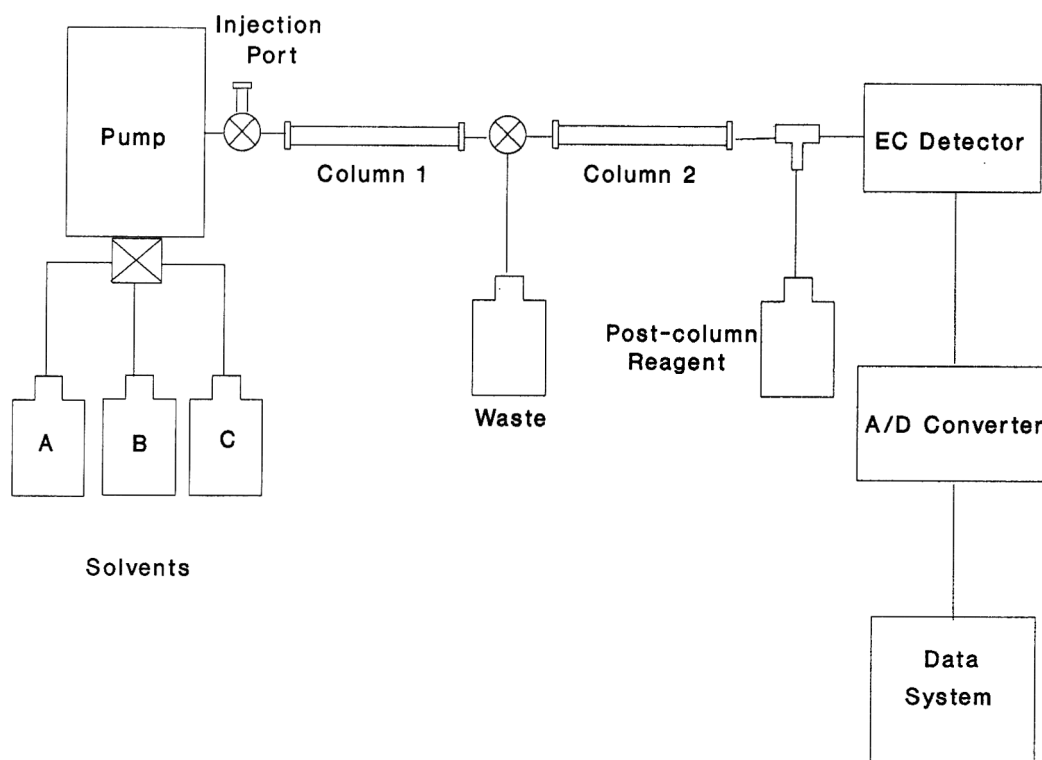 Injection
Port
Pump
EC Detector
Column 1
Column 2
Post-column
Reagent
Waste
A
B
C
A/D Converter
Solvents
Data
System